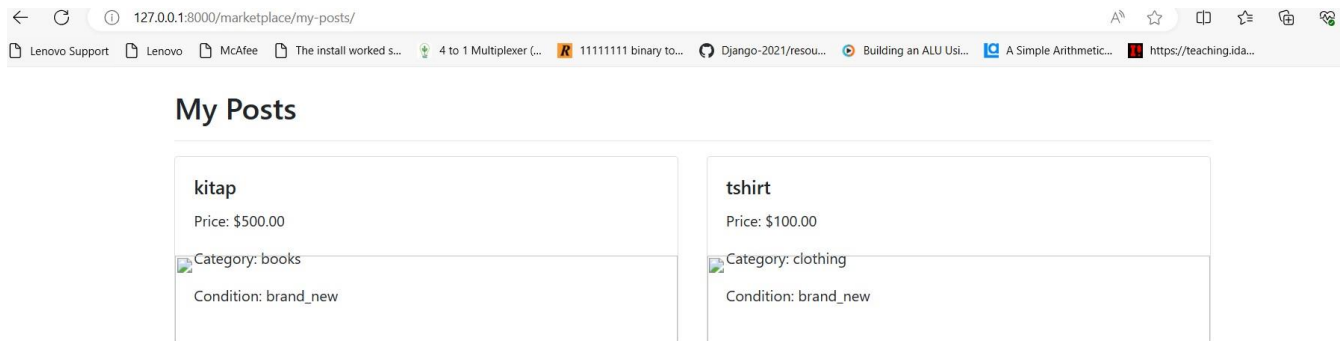 127.0.0.1:8000/marketplace/my-posts/
Lenovo Support Lenovo McAfee The install worked s... 4 to 1 Multiplexer (... 11111111 binary to... Django-2021/resou... Building an ALU Usi... A Simple Arithmetic... https://teaching.ida...
My Posts
kitap tshirt
Price: $500.00 Price: $100.00
Category: books Category: clothing
Condition: brand_new Condition: brand_new